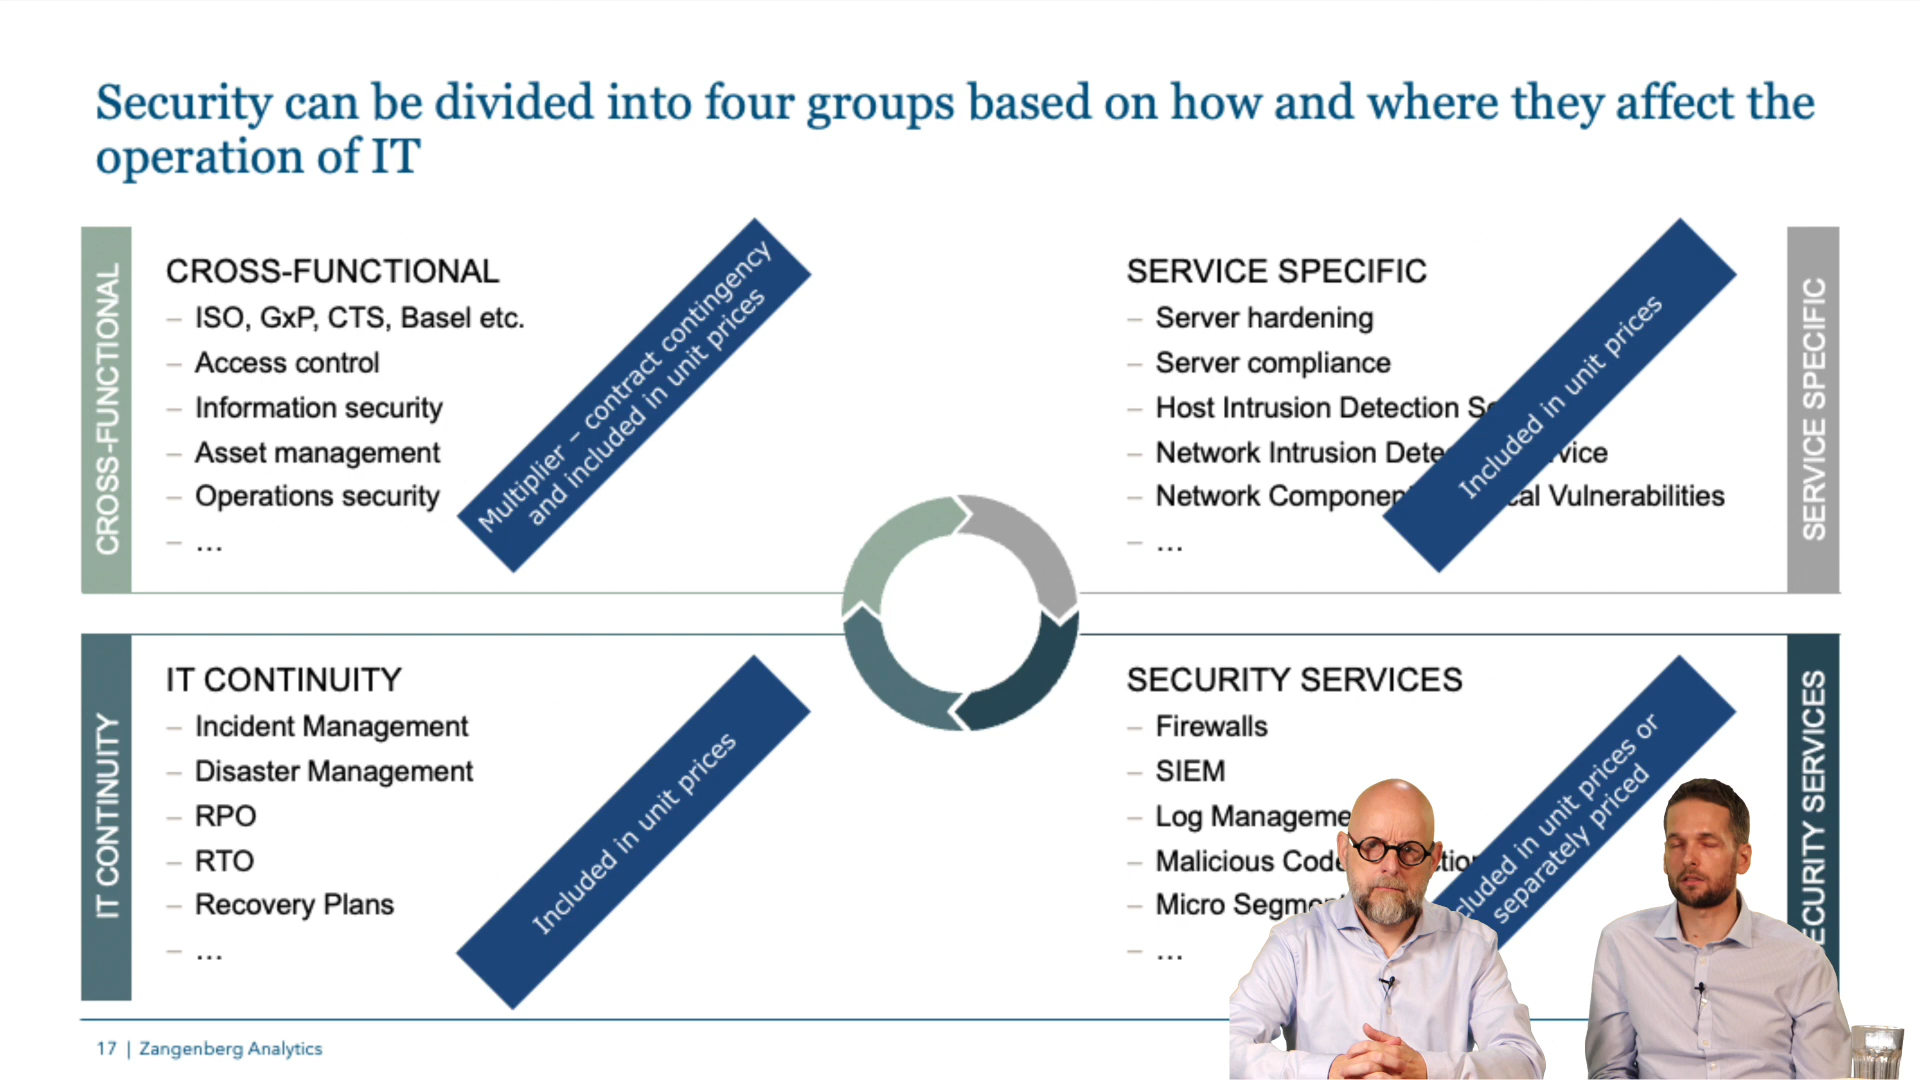 Security can be divided into four groups based on how and where they affect the
operation of IT
CROSS-FUNCTIONAL
CROSS-FUNCTIONAL
– ISO, GxP, CTS, Basel etc.
– Access control
– Information security
– Asset management
– Operations security
– ...
Multiplier – contract contingency
and included in unit prices
SERVICE SPECIFIC
– Server hardening
– Server compliance
– Host Intrusion Detection
– Network Intrusion
– Network Vulnerabilities
– ...
Included in unit prices
SERVICE SPECIFIC
IT CONTINUITY
IT CONTINUITY
– Incident Management
– Disaster Management
– RPO
– RTO
– Recovery Plans
– ...
Included in unit prices
SECURITY SERVICES
– Firewalls
– SIEM
– Log
– Malicious
– Micro
– ...
in unit prices or
separately priced
SERVICES
17 | Zangenberg Analytics